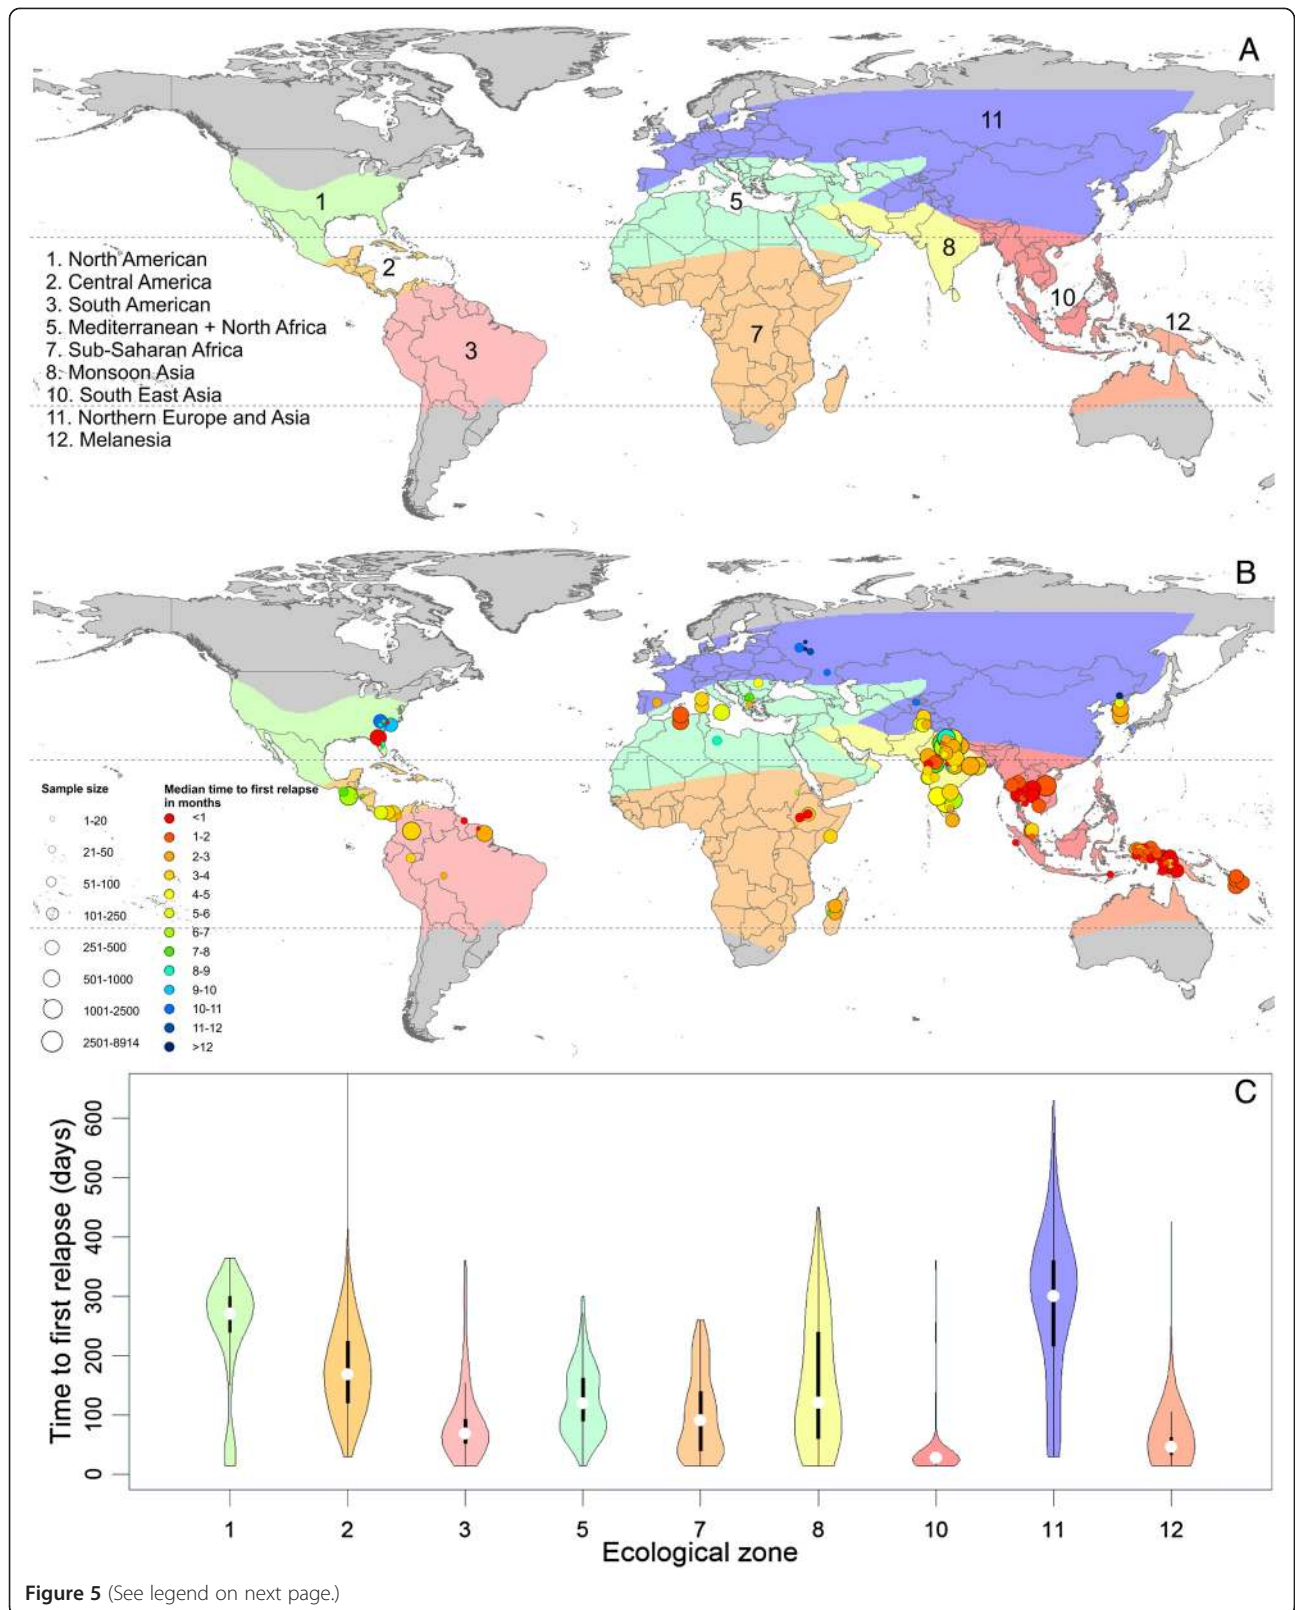 A
11
1
5
8
2
10
12
7
3
1. North American
2. Central America
3. South American
5. Mediterranean + North Africa
7. Sub-Saharan Africa
8. Monsoon Asia
10. South East Asia
11. Northern Europe and Asia
12. Melanesia
B
Sample size
1-20
21-50
51-100
101-250
251-500
501-1000
1001-2500
2501-8914
Median time to first relapse
in months
<1
1-2
2-3
3-4
4-5
5-6
6-7
7-8
8-9
9-10
10-11
11-12
>12
C
Time to first relapse (days)
600
500
400
300
200
100
0
1 2 3 5 7 8 10 11 12
Ecological zone
Figure 5 (See legend on next page.)